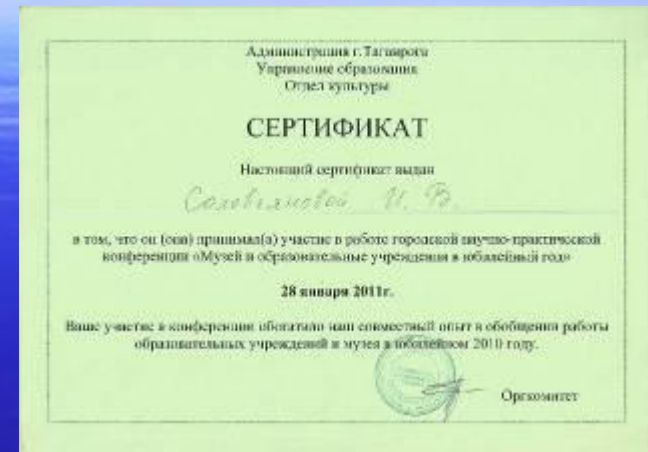 Администрация г.Таганрога
Управление образования
Отдел культуры
СЕРТИФИКАТ
Настоящий сертификат выдан
И. В.
в том, что он (она) принимал(а) участие в работе городской научно-практической
конференции «Музей и образовательные учреждения в юбилейный год»
28 января 2011г.
Ваше участие в конференции обогатило наш совместный опыт в обобщении работы
образовательных учреждений и музея в юбилейном 2010 году.
Оргкомитет